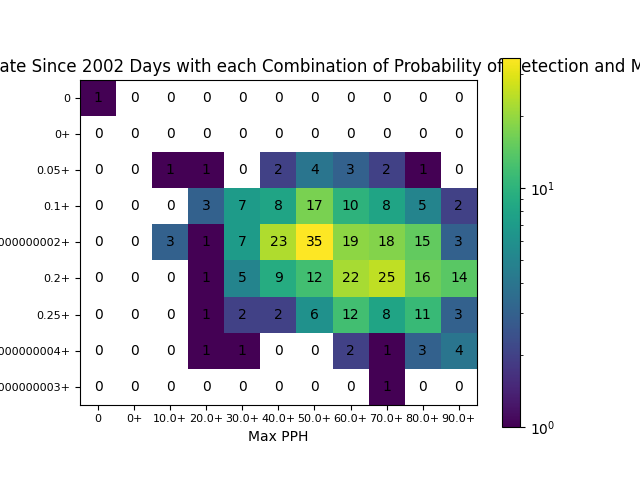 ate Since 2002 Days with each Combination of Probability of Detection and M
0 1 0 0 0 0 0 0 0 0 0 0
0+ 0 0 0 0 0 0 0 0 0 0 0
0.05+ 0 0 1 1 0 2 4 3 2 1 0
0.1+ 0 0 0 3 7 8 17 10 8 5 2
000000002+ 0 0 3 1 7 23 35 19 18 15 3
0.2+ 0 0 0 1 5 9 12 22 25 16 14
0.25+ 0 0 0 1 2 2 6 12 8 11 3
000000004+ 0 0 0 1 1 0 0 2 1 3 4
000000003+ 0 0 0 0 0 0 0 0 1 0 0
0 0+ 10.0+ 20.0+ 30.0+ 40.0+ 50.0+ 60.0+ 70.0+ 80.0+ 90.0+
Max PPH
10¹
10⁰